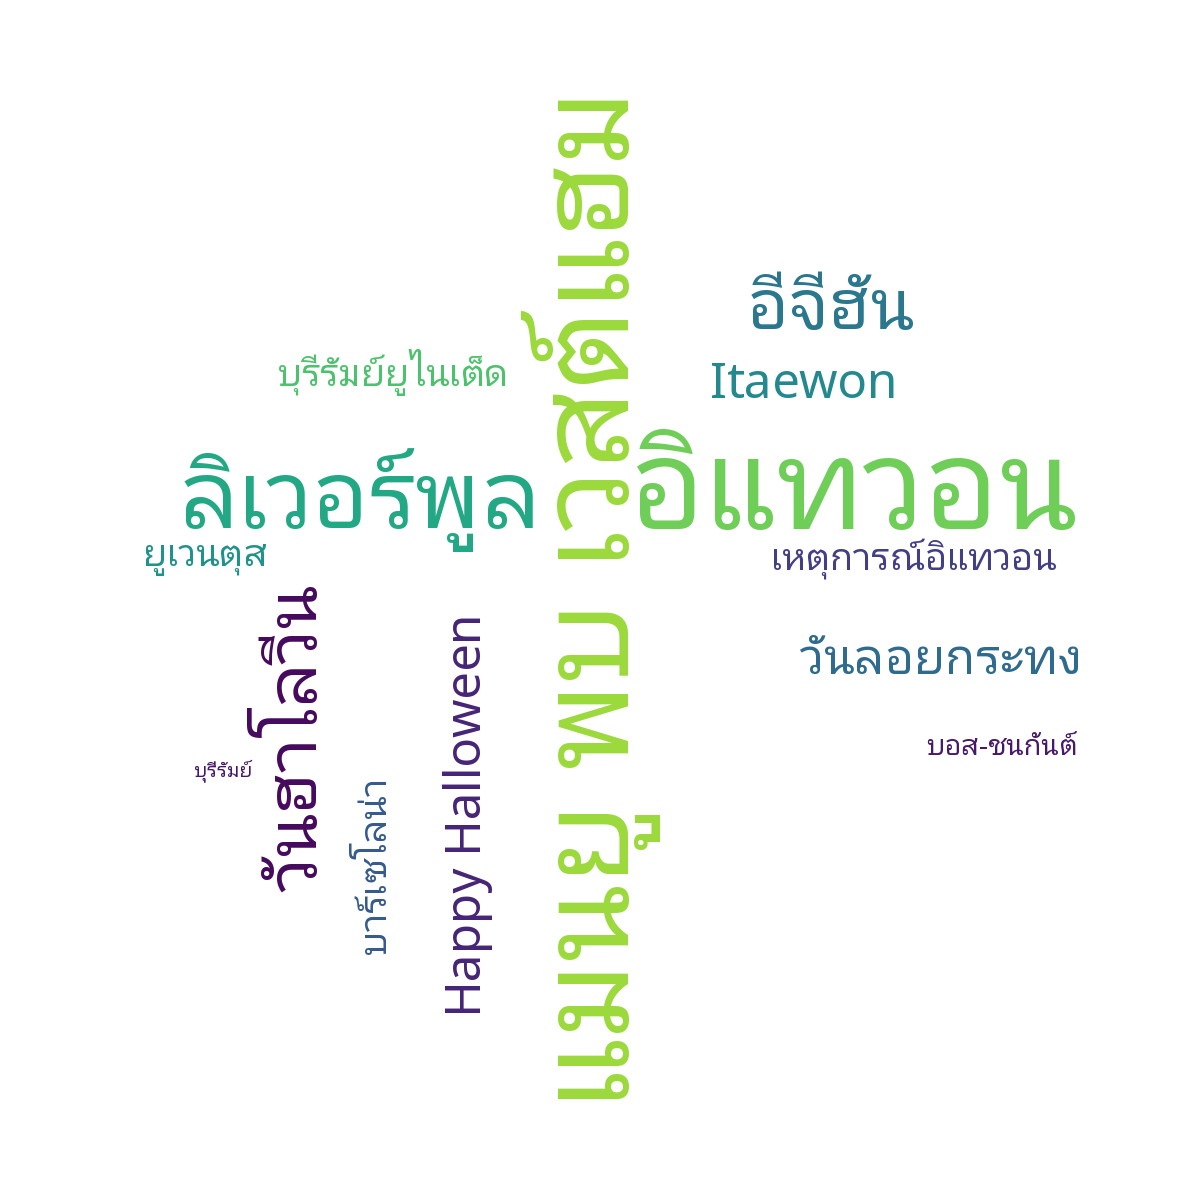 แมนยู พบ เวสต์แฮม
อีจีฮัน
บุรีรัมย์ยูไนเต็ด
Itaewon
ลิเวอร์พูล
อิแทวอน
ยูเวนตุส
เหตุการณ์อิแทวอน
วันฮาโลวีน
Happy Halloween
วันลอยกระทง
บอส-ชนกันต์
บุรีรัมย์
บาร์เซโลน่า